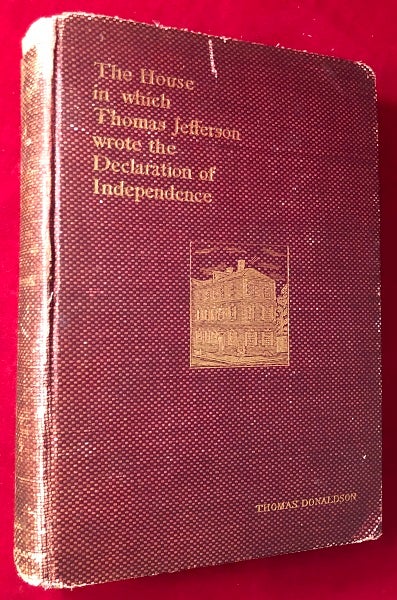 The House
in which
Thomas Jefferson
wrote the
Declaration of
Independence
THOMAS DONALDSON